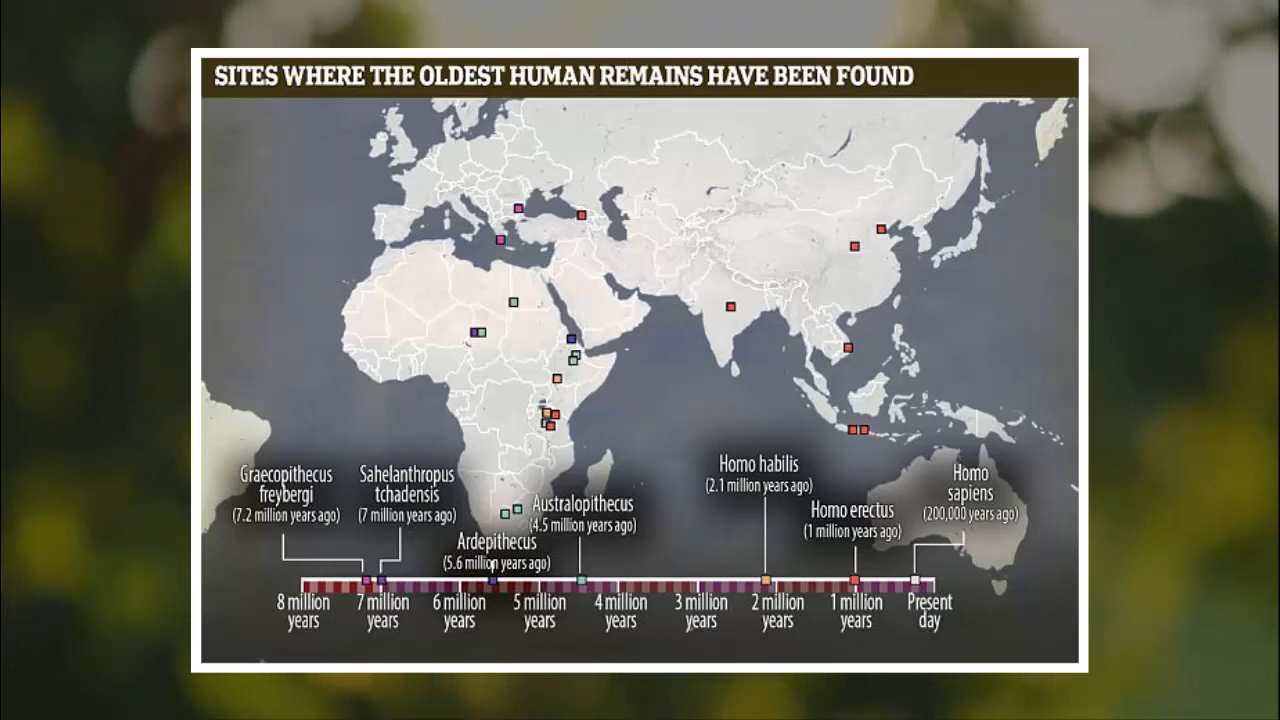 SITES WHERE THE OLDEST HUMAN REMAINS HAVE BEEN FOUND
Graecopithecus
freybergi
(7.2 million years ago)
Sahelanthropus
tchadensis
(7 million years ago)
Ardepithecus
(5.6 million years ago)
Australopithecus
(4.5 million years ago)
Homo habilis
(2.1 million years ago)
Homo erectus
(1 million years ago)
Homo
sapiens
(200,000 years ago)
8 million
years
7 million
years
6 million
years
5 million
years
4 million
years
3 million
years
2 million
years
1 million
years
Present
day